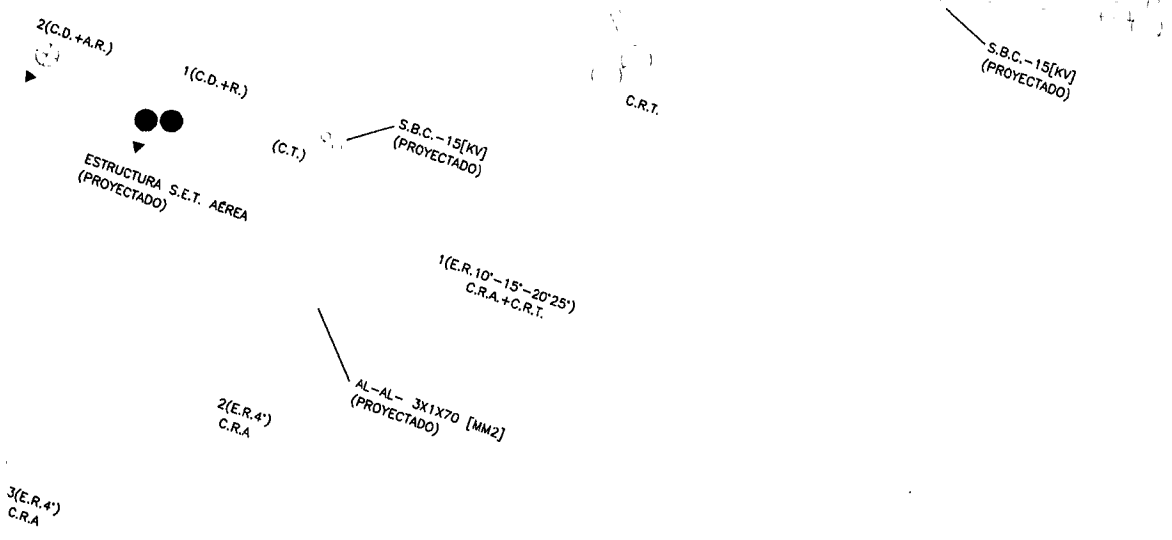 2(C.D.+A.R.)
1(C.D.+R.)
ESTRUCTURA S.E.T. AÉREA
(PROYECTADO)
(C.T.)
S.B.C.-15[KV]
(PROYECTADO)
C.R.T.
S.B.C.-15[KV]
(PROYECTADO)
1(E.R.10°-15°-20°25°)
C.R.A.+C.R.T.
AL-AL- 3X1X70 [MM2]
(PROYECTADO)
2(E.R.4°)
C.R.A
3(E.R.4°)
C.R.A